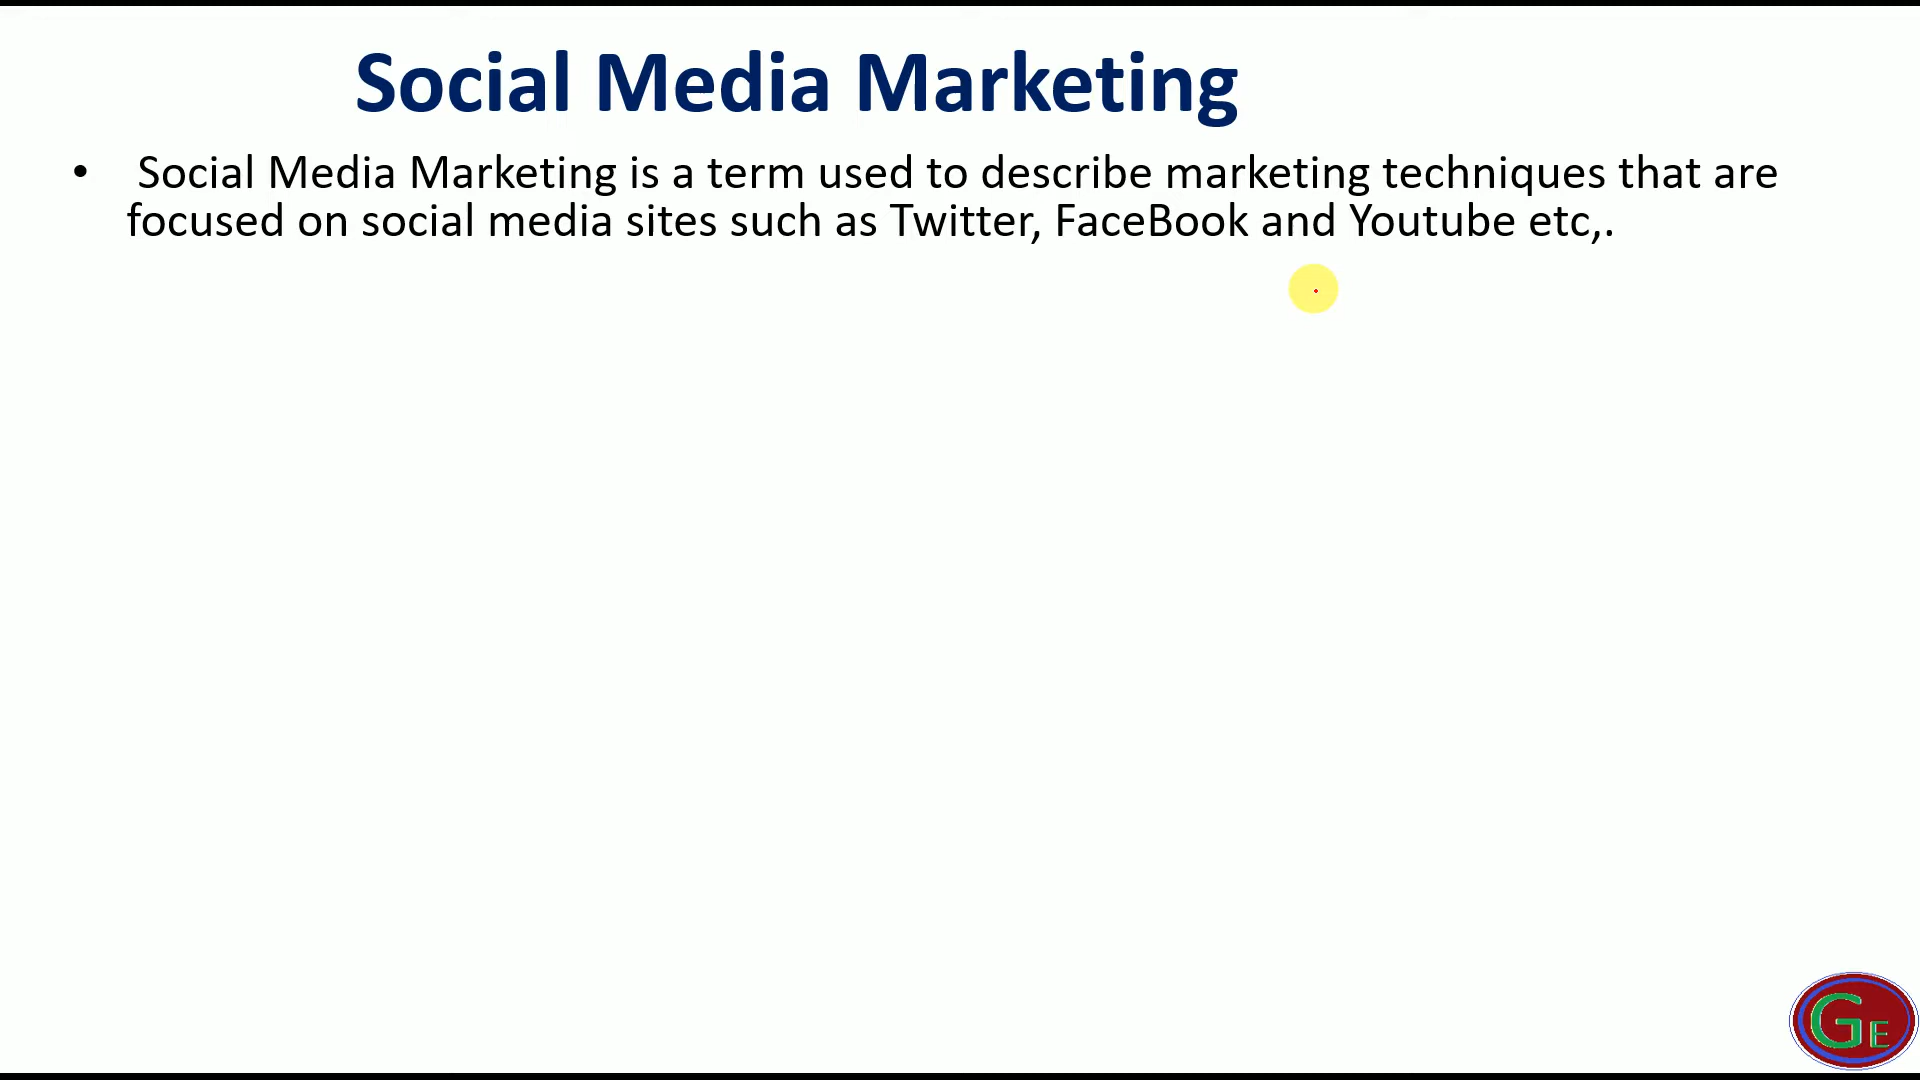 Social Media Marketing
• Social Media Marketing is a term used to describe marketing techniques that are
focused on social media sites such as Twitter, FaceBook and Youtube etc,.
GE